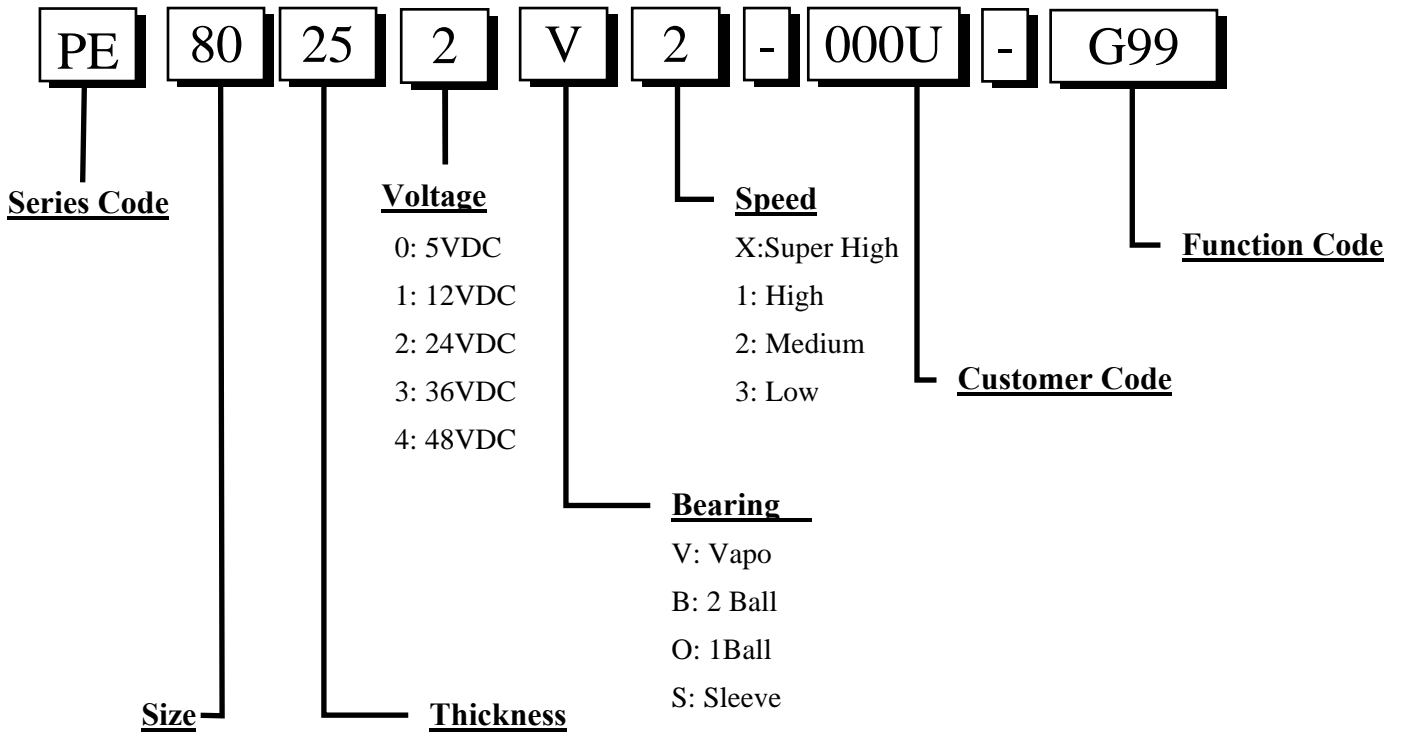 PE 80 25 2 V 2 - 000U - G99
Series Code
Voltage
0: 5VDC
1: 12VDC
2: 24VDC
3: 36VDC
4: 48VDC
Speed
X:Super High
1: High
2: Medium
3: Low
Function Code
Customer Code
Bearing
V: Vapo
B: 2 Ball
O: 1Ball
S: Sleeve
Size
Thickness